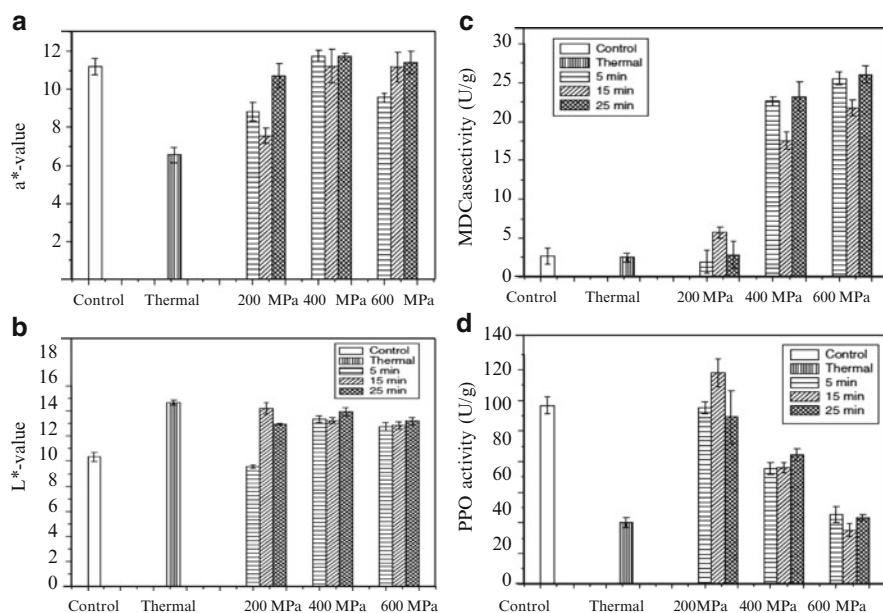 a
12
10
8
6
4
2
a*-value
Control
Thermal
200 MPa
400 MPa
600 MPa
b
18
16
14
12
10
8
6
4
2
0
L*-value
Control
Thermal
5 min
15 min
25 min
Control
Thermal
200 MPa
400 MPa
600 MPa
c
30
25
20
15
10
5
0
MDCaseactivity (U/g)
Control
Thermal
5 min
15 min
25 min
Control
Thermal
200 MPa
400 MPa
600 MPa
d
140
120
100
80
60
40
20
0
PPO activity (U/g)
Control
Thermal
5 min
15 min
25 min
Control
Thermal
200MPa
400 MPa
600 MPa